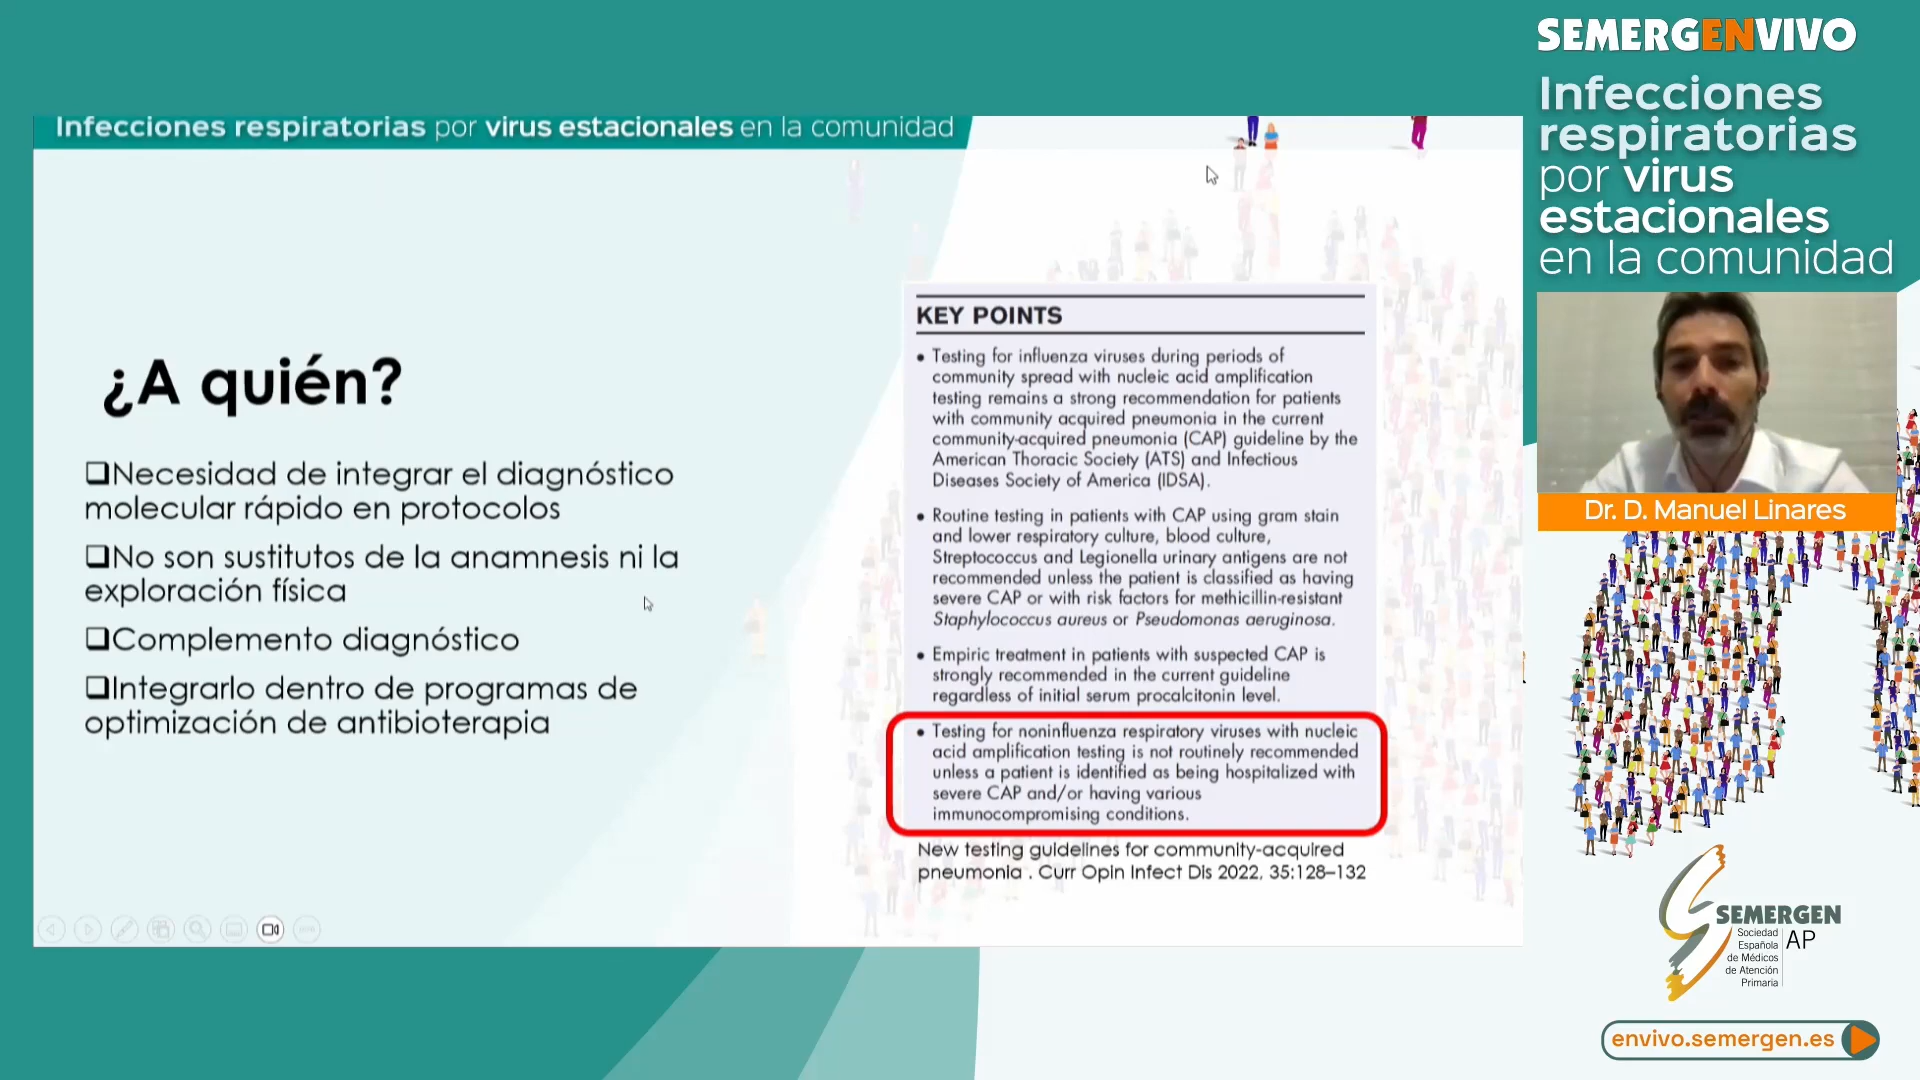 SEMERGENVIVO
Infecciones
respiratorias
por virus
estacionales
en la comunidad
Infecciones respiratorias por virus estacionales en la comunidad
¿A quién?
❑Necesidad de integrar el diagnóstico
molecular rápido en protocolos
❑No son sustitutos de la anamnesis ni la
exploración física
❑Complemento diagnóstico
❑Integrarlo dentro de programas de
optimización de antibioterapia
KEY POINTS
• Testing for influenza viruses during periods of
community spread with nucleic acid amplification
testing remains a strong recommendation for patients
with community acquired pneumonia in the current
community-acquired pneumonia (CAP) guideline by the
American Thoracic Society (ATS) and Infectious
Diseases Society of America (IDSA).
• Routine testing in patients with CAP using gram stain
and lower respiratory culture, blood culture,
Streptococcus and Legionella urinary antigens are not
recommended unless the patient is classified as having
severe CAP or with risk factors for methicillin-resistant
Staphylococcus aureus or Pseudomonas aeruginosa.
• Empiric treatment in patients with suspected CAP is
strongly recommended in the current guideline
regardless of initial serum procalcitonin level.
• Testing for noninfluenza respiratory viruses with nucleic
acid amplification testing is not routinely recommended
unless a patient is identified as being hospitalized with
severe CAP and/or having various
immunocompromising conditions.
New testing guidelines for community-acquired
pneumonia . Curr Opin Infect Dis 2022, 35:128–132
Dr. D. Manuel Linares
SEMERGEN
Sociedad
Española
de Médicos
de Atención
Primaria
AP
envivo.semergen.es